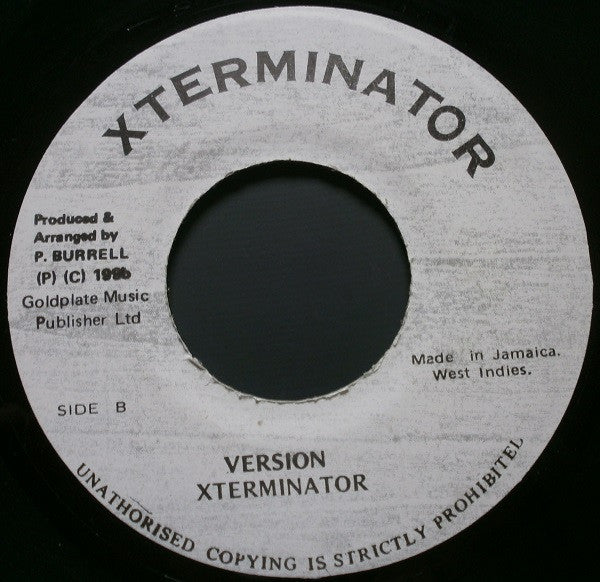 XTERMINATOR
Produced &
Arranged by
P. BURRELL
(P) (C) 1996
Goldplate Music
Publisher Ltd
Made in Jamaica.
West Indies.
SIDE B
VERSION
XTERMINATOR
UNATHORISED COPYING IS STRICTLY PROHIBITEL